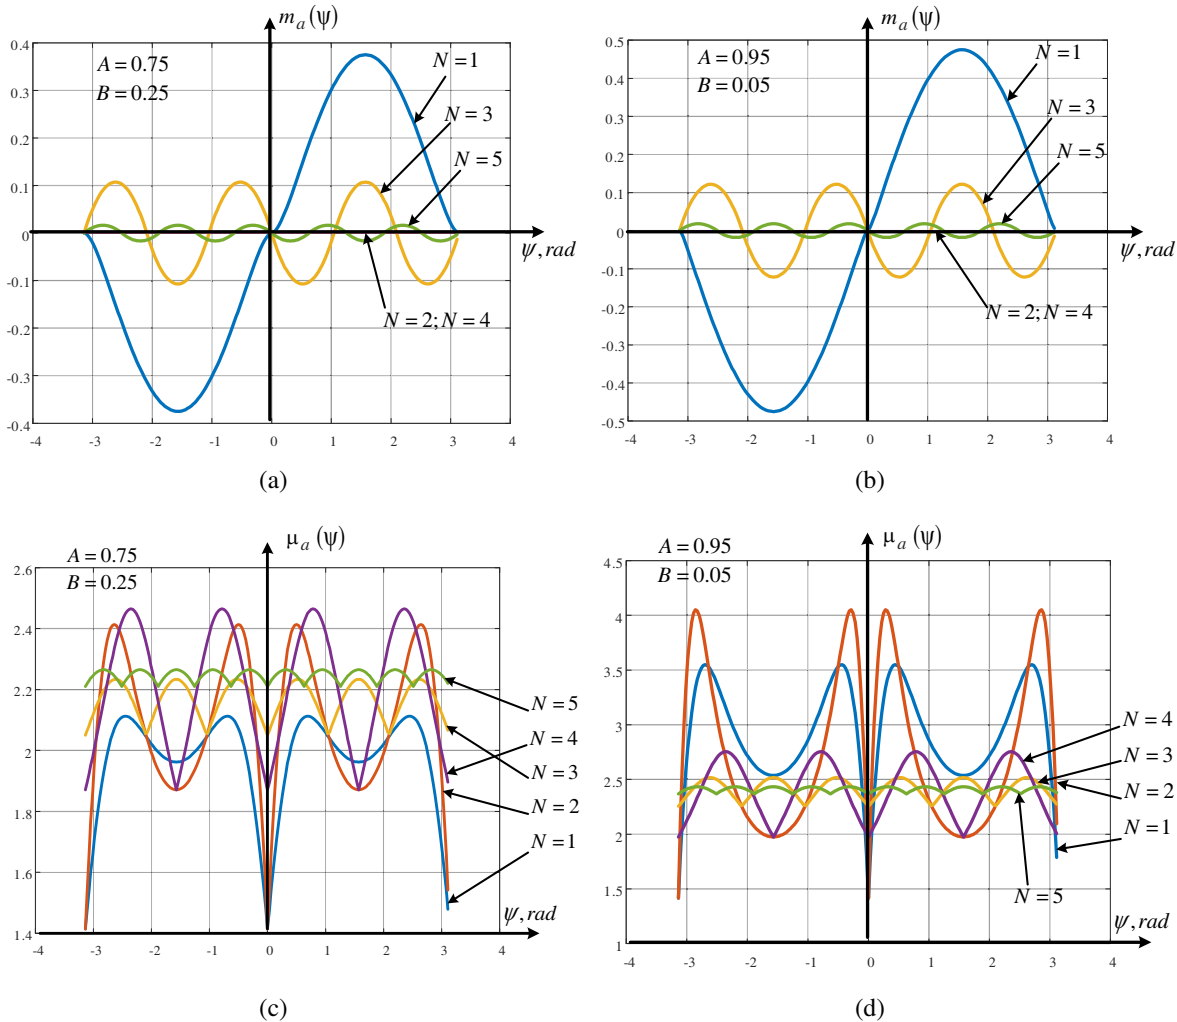 m_a(ψ)
A = 0.75
B = 0.25
N = 1
N = 3
N = 5
N = 2; N = 4
ψ, rad
0.4
0.3
0.2
0.1
0
-0.1
-0.2
-0.3
-0.4
-4 -3 -2 -1 0 1 2 3 4
(a)
m_a(ψ)
A = 0.95
B = 0.05
N = 1
N = 3
N = 5
N = 2; N = 4
ψ, rad
0.5
0.4
0.3
0.2
0.1
0
-0.1
-0.2
-0.3
-0.4
-0.5
-4 -3 -2 -1 0 1 2 3 4
(b)
μ_a(ψ)
A = 0.75
B = 0.25
2.6
2.4
2.2
2
1.8
1.6
1.4
N = 5
N = 4
N = 3
N = 2
N = 1
ψ, rad
-4 -3 -2 -1 0 1 2 3 4
(c)
μ_a(ψ)
A = 0.95
B = 0.05
4.5
4
3.5
3
2.5
2
1.5
1
N = 4
N = 3
N = 2
N = 1
N = 5
ψ, rad
-4 -3 -2 -1 0 1 2 3 4
(d)